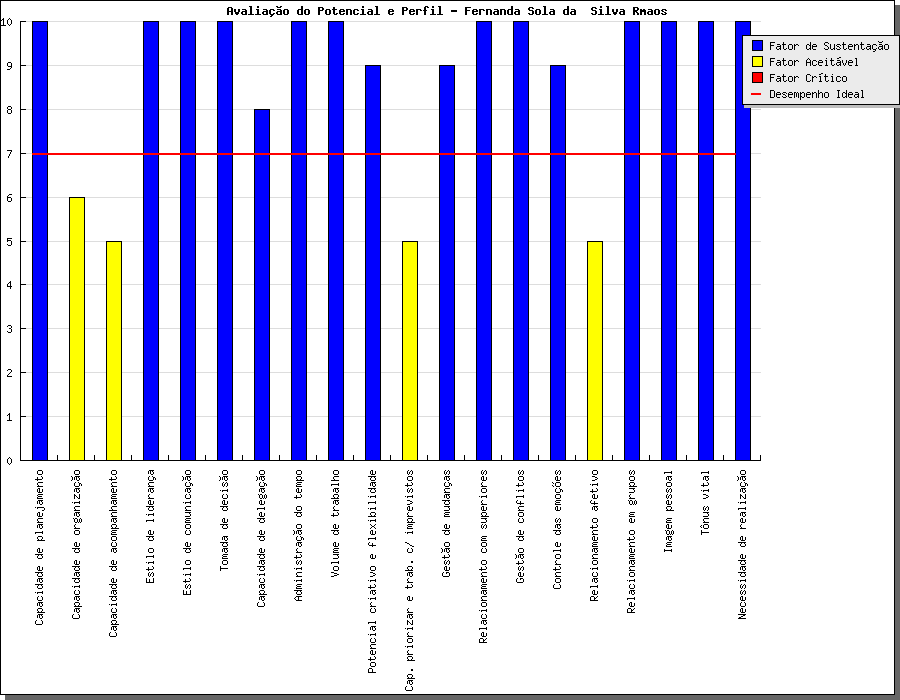 Avaliação do Potencial e Perfil - Fernanda Sola da  Silva Rmaos
10
9
8
7
6
5
4
3
2
1
0
Fator de Sustentação
Fator Aceitável
Fator Crítico
Desempenho Ideal
Capacidade de planejamento
Capacidade de organização
Capacidade de acompanhamento
Estilo de liderança
Estilo de comunicação
Tomada de decisão
Capacidade de delegação
Administração do tempo
Volume de trabalho
Potencial criativo e flexibilidade
Cap. priorizar e trab. c/ imprevistos
Gestão de mudanças
Relacionamento com superiores
Gestão de conflitos
Controle das emoções
Relacionamento afetivo
Relacionamento em grupos
Imagem pessoal
Tônus vital
Necessidade de realização